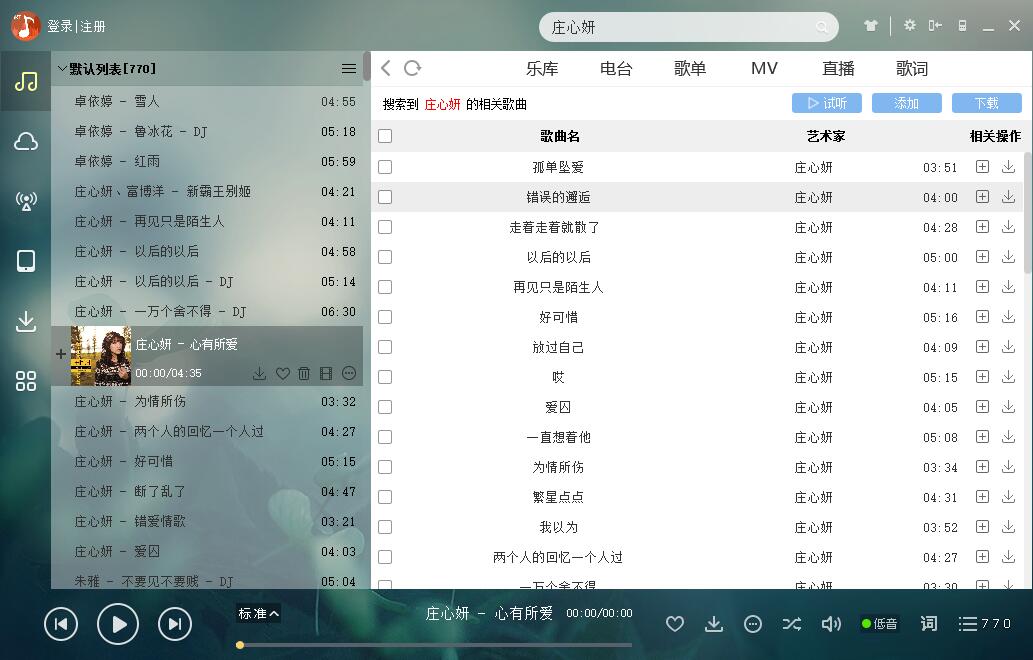 登录|注册
庄心妍
默认列表[770]
卓依婷 - 雪人 04:55
卓依婷 - 鲁冰花 - DJ 05:18
卓依婷 - 红雨 05:59
庄心妍、富博洋 - 新霸王别姬 04:21
庄心妍 - 再见只是陌生人 04:11
庄心妍 - 以后的以后 04:58
庄心妍 - 以后的以后 - DJ 05:14
庄心妍 - 一万个舍不得 - DJ 06:30
庄心妍 - 心有所爱
00:00/04:35
庄心妍 - 为情所伤 03:32
庄心妍 - 两个人的回忆一个人过 04:27
庄心妍 - 好可惜 05:15
庄心妍 - 断了乱了 04:47
庄心妍 - 错爱情歌 03:21
庄心妍 - 爱囚 04:03
朱雅 - 不要见不要贱 - DJ 05:04
乐库 电台 歌单 MV 直播 歌词
搜索到 庄心妍 的相关歌曲 试听 添加 下载
歌曲名 艺术家 相关操作
孤单坠爱 庄心妍 03:51
错误的邂逅 庄心妍 04:00
走着走着就散了 庄心妍 04:28
以后的以后 庄心妍 05:00
再见只是陌生人 庄心妍 04:11
好可惜 庄心妍 05:16
放过自己 庄心妍 04:09
哎 庄心妍 05:15
爱囚 庄心妍 04:05
一直想着他 庄心妍 05:08
为情所伤 庄心妍 03:34
繁星点点 庄心妍 04:31
我以为 庄心妍 03:52
两个人的回忆一个人过 庄心妍 04:27
一万个舍不得 庄心妍 03:30
标准 庄心妍 - 心有所爱 00:00/00:00
低音 词 770